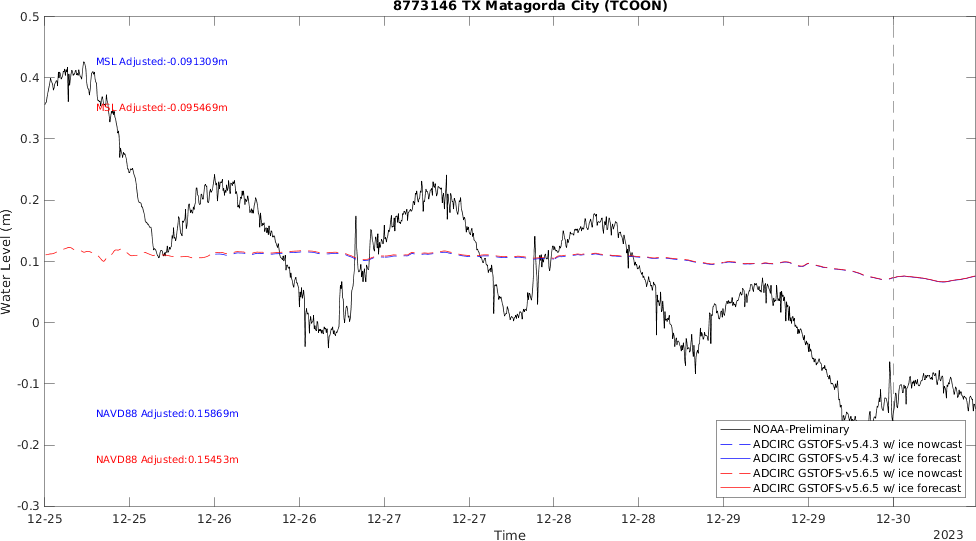 8773146 TX Matagorda City (TCOON)
0.5
0.4
0.3
0.2
0.1
0
-0.1
-0.2
-0.3
Water Level (m)
MSL Adjusted:-0.091309m
MSL Adjusted:-0.095469m
NAVD88 Adjusted:0.15869m
NAVD88 Adjusted:0.15453m
NOAA-Preliminary
ADCIRC GSTOFS-v5.4.3 w/ ice nowcast
ADCIRC GSTOFS-v5.4.3 w/ ice forecast
ADCIRC GSTOFS-v5.6.5 w/ ice nowcast
ADCIRC GSTOFS-v5.6.5 w/ ice forecast
12-25 12-25 12-26 12-26 12-27 12-27 12-28 12-28 12-29 12-29 12-30
Time
2023